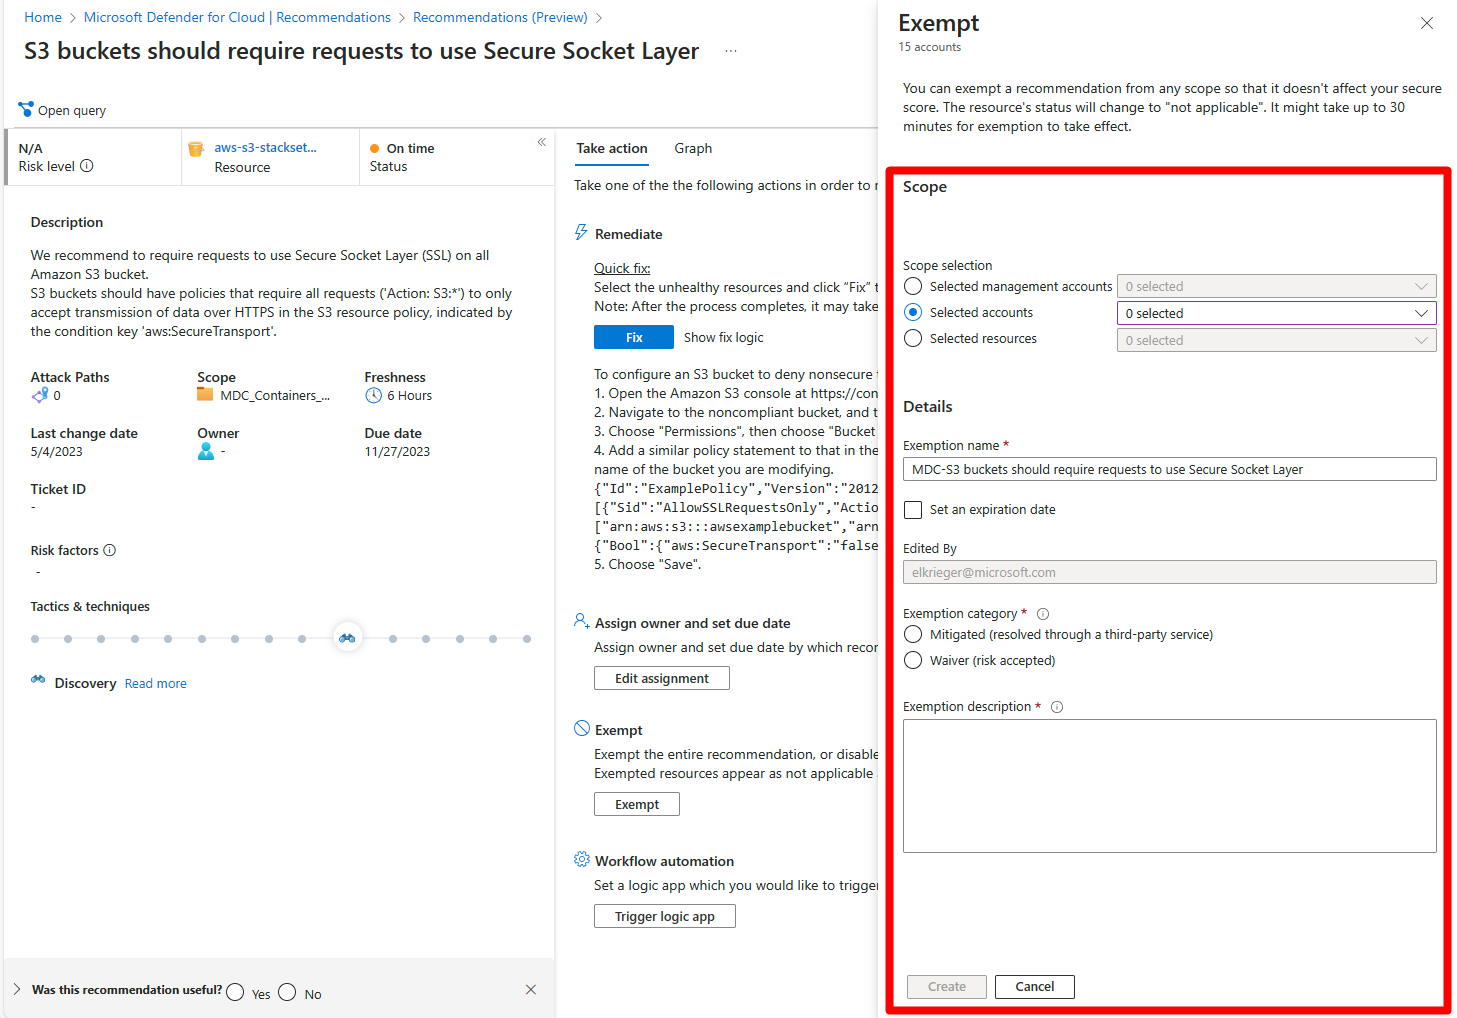 Home > Microsoft Defender for Cloud | Recommendations > Recommendations (Preview) >
S3 buckets should require requests to use Secure Socket Layer ...
Open query
N/A
Risk level
aws-s3-stackset...
Resource
On time
Status
Description
We recommend to require requests to use Secure Socket Layer (SSL) on all
Amazon S3 bucket.
S3 buckets should have policies that require all requests ('Action: S3:*') to only
accept transmission of data over HTTPS in the S3 resource policy, indicated by
the condition key 'aws:SecureTransport'.
Attack Paths
0
Scope
MDC_Containers_...
Freshness
6 Hours
Last change date
5/4/2023
Owner
-
Due date
11/27/2023
Ticket ID
-
Risk factors
-
Tactics & techniques
Discovery Read more
Was this recommendation useful? Yes No
Take action Graph
Take one of the the following actions in order to
Remediate
Quick fix:
Select the unhealthy resources and click “Fix”
Note: After the process completes, it may take
Fix Show fix logic
To configure an S3 bucket to deny nonsecure
1. Open the Amazon S3 console at https://con
2. Navigate to the noncompliant bucket, and t
3. Choose "Permissions", then choose "Bucket
4. Add a similar policy statement to that in the
name of the bucket you are modifying.
{"Id":"ExamplePolicy","Version":"2012
[{"Sid":"AllowSSLRequestsOnly","Actio
["arn:aws:s3:::awsexamplebucket","arn
{"Bool":{"aws:SecureTransport":"false
5. Choose "Save".
Assign owner and set due date
Assign owner and set due date by which recor
Edit assignment
Exempt
Exempt the entire recommendation, or disable
Exempted resources appear as not applicable
Exempt
Workflow automation
Set a logic app which you would like to trigger
Trigger logic app
Exempt
15 accounts
You can exempt a recommendation from any scope so that it doesn't affect your secure
score. The resource's status will change to "not applicable". It might take up to 30
minutes for exemption to take effect.
Scope
Scope selection
Selected management accounts 0 selected
Selected accounts 0 selected
Selected resources 0 selected
Details
Exemption name *
MDC-S3 buckets should require requests to use Secure Socket Layer
Set an expiration date
Edited By
elkrieger@microsoft.com
Exemption category *
Mitigated (resolved through a third-party service)
Waiver (risk accepted)
Exemption description *
Create Cancel